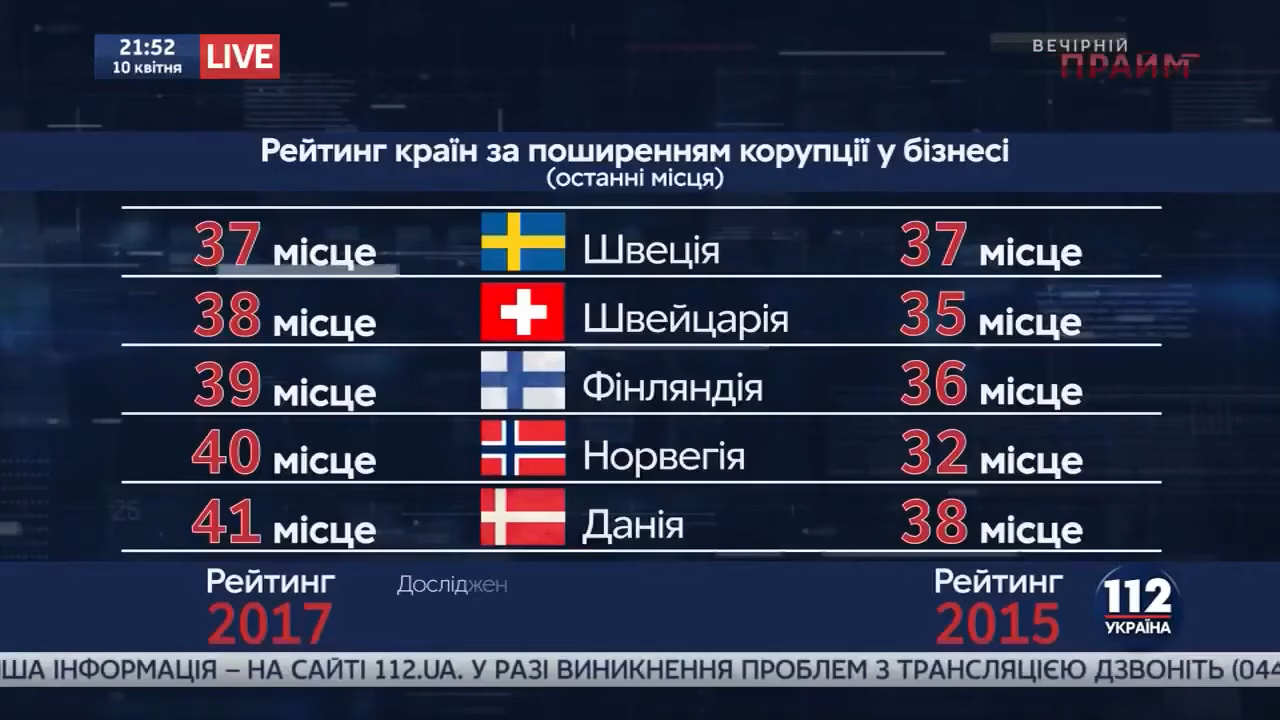 21:52
10 квітня
LIVE
ВЕЧІРНІЙ
ПРАЙМ
Рейтинг країн за поширенням корупції у бізнесі
(останні місця)
37 місце Швеція 37 місце
38 місце Швейцарія 35 місце
39 місце Фінляндія 36 місце
40 місце Норвегія 32 місце
41 місце Данія 38 місце
Рейтинг
2017
Досліджен
Рейтинг
2015
112
УКРАЇНА
ША ІНФОРМАЦІЯ – НА САЙТІ 112.UA. У РАЗІ ВИНИКНЕННЯ ПРОБЛЕМ З ТРАНСЛЯЦІЄЮ ДЗВОНІТЬ (044